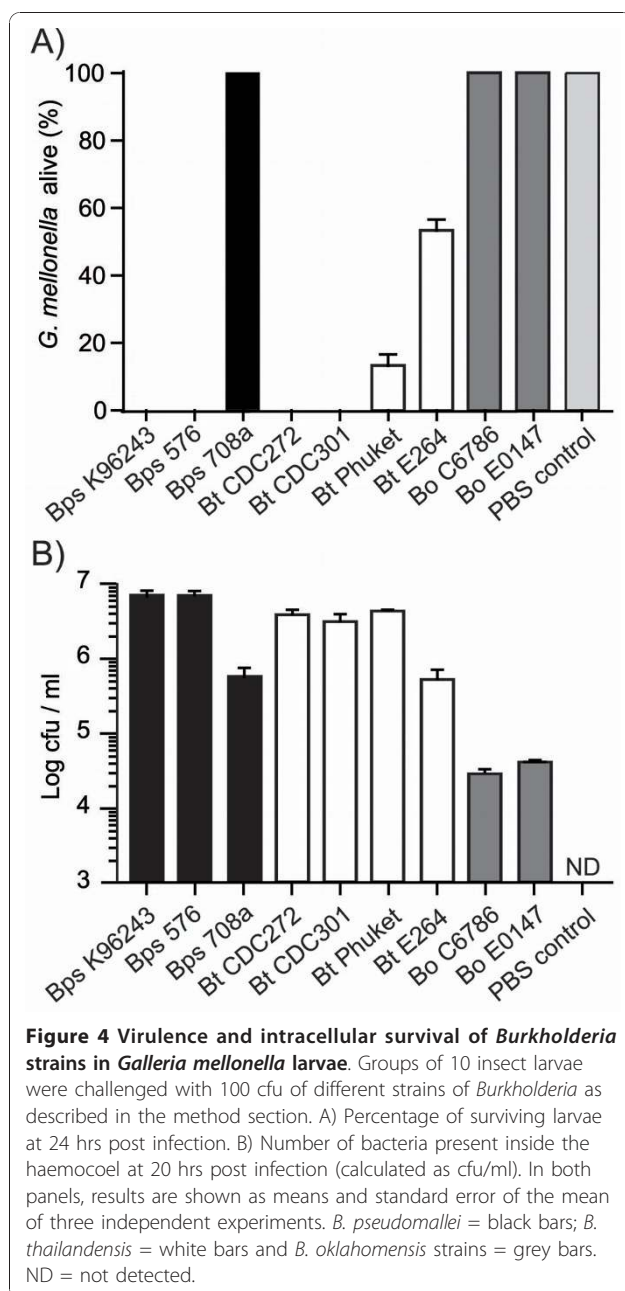 A)
G. mellonella alive (%)
100
80
60
40
20
0
Bps K96243
Bps 576
Bps 708a
Bt CDC272
Bt CDC301
Bt Phuket
Bt E264
Bo C6786
Bo E0147
PBS control
B)
Log cfu / ml
7
6
5
4
3
ND
Bps K96243
Bps 576
Bps 708a
Bt CDC272
Bt CDC301
Bt Phuket
Bt E264
Bo C6786
Bo E0147
PBS control
Figure 4 Virulence and intracellular survival of Burkholderia
strains in Galleria mellonella larvae. Groups of 10 insect larvae
were challenged with 100 cfu of different strains of Burkholderia as
described in the method section. A) Percentage of surviving larvae
at 24 hrs post infection. B) Number of bacteria present inside the
haemocoel at 20 hrs post infection (calculated as cfu/ml). In both
panels, results are shown as means and standard error of the mean
of three independent experiments. B. pseudomallei = black bars; B.
thailandensis = white bars and B. oklahomensis strains = grey bars.
ND = not detected.